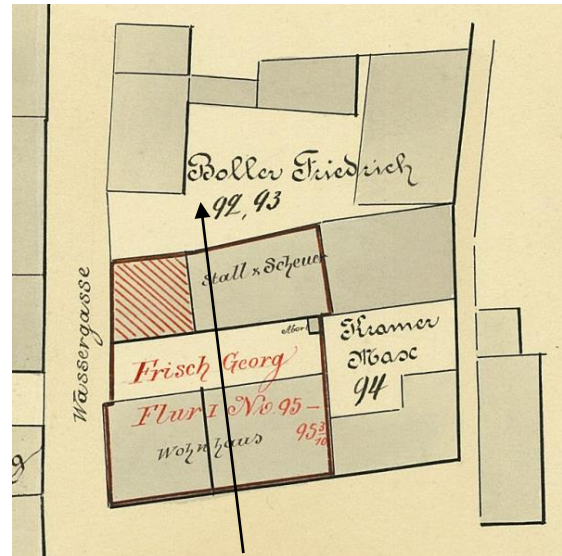 Boller Friedrich
92, 93
Stall & Scheuer
Wassergasse
Abort
Kramer
Max
94
Frisch Georg
Flur I No. 95 –
95 3/10
Wohnhaus